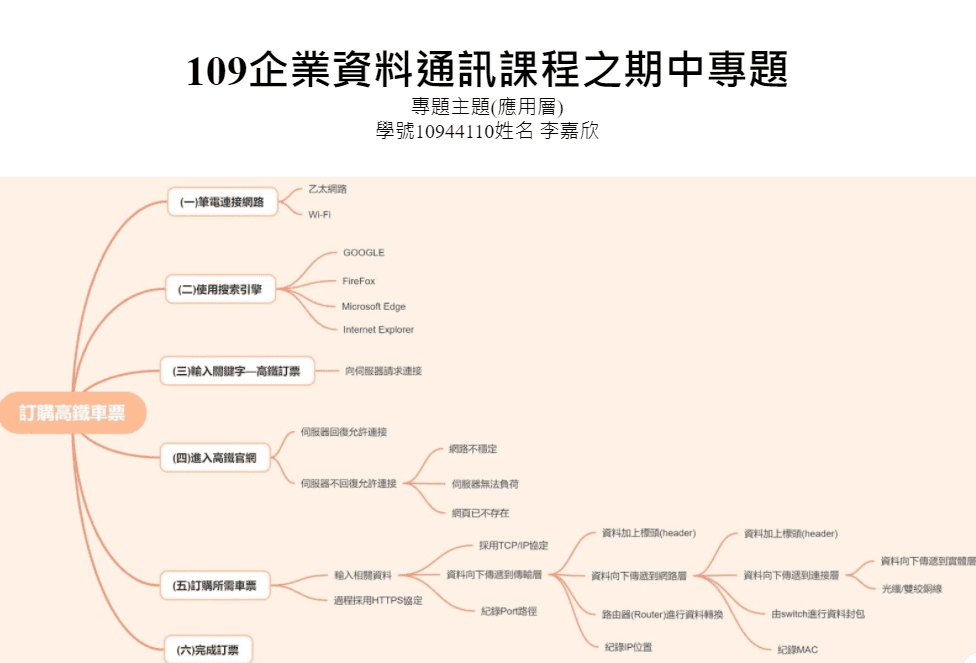 109企業資料通訊課程之期中專題
專題主題(應用層)
學號10944110姓名 李嘉欣
訂購高鐵車票
(一)筆電連接網路
乙太網路
Wi-Fi
(二)使用搜索引擎
GOOGLE
FireFox
Microsoft Edge
Internet Explorer
(三)輸入關鍵字—高鐵訂票
向伺服器請求連接
(四)進入高鐵官網
伺服器回復允許連接
伺服器不回復允許連接
網路不穩定
伺服器無法負荷
網頁已不存在
(五)訂購所需車票
輸入相關資料
過程採用HTTPS協定
採用TCP/IP協定
資料向下傳遞到傳輸層
紀錄Port路徑
資料加上標頭(header)
資料向下傳遞到網路層
路由器(Router)進行資料轉換
紀錄IP位置
資料加上標頭(header)
資料向下傳遞到連接層
由switch進行資料封包
紀錄MAC
資料向下傳遞到實體層
光纖/雙絞銅線
(六)完成訂票